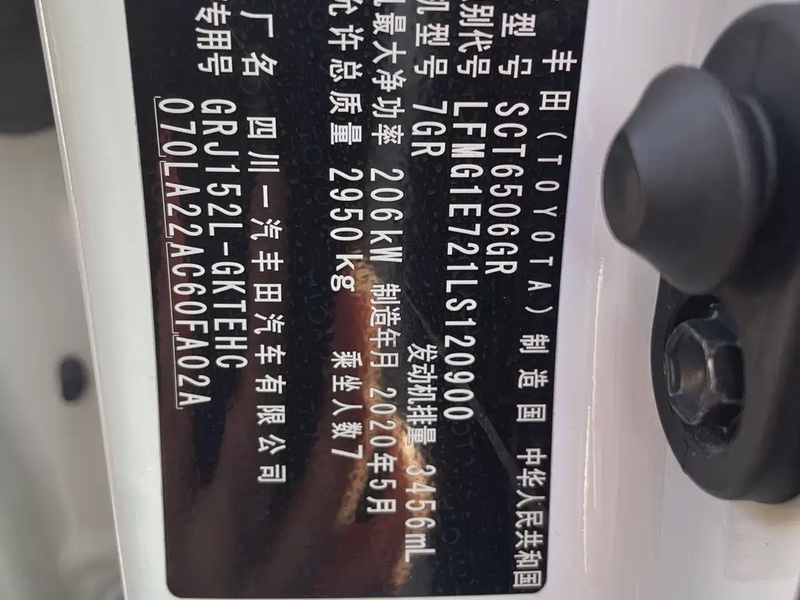 丰田(TOYOTA) 制造国 中华人民共和国
型号 SCT6506GR
别代号 LFMG1E721LS120900
机型号 7GR 发动机排量 3456mL
最大净功率 206kW 制造年月 2020年5月
允许总质量 2950kg 乘坐人数7
厂名 四川一汽丰田汽车有限公司
专用号 GRJ152L-GKTEHC
070LA22AC60FA02A